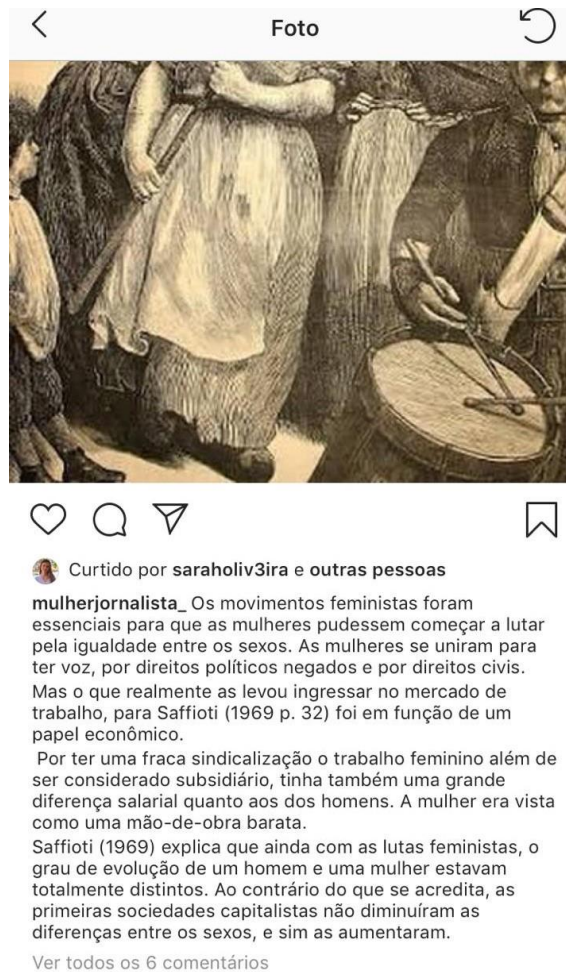 Foto
Curtido por saraholiv3ira e outras pessoas
mulherjornalista_ Os movimentos feministas foram
essenciais para que as mulheres pudessem começar a lutar
pela igualdade entre os sexos. As mulheres se uniram para
ter voz, por direitos políticos negados e por direitos civis.
Mas o que realmente as levou ingressar no mercado de
trabalho, para Saffioti (1969 p. 32) foi em função de um
papel econômico.
Por ter uma fraca sindicalização o trabalho feminino além de
ser considerado subsidiário, tinha também uma grande
diferença salarial quanto aos dos homens. A mulher era vista
como uma mão-de-obra barata.
Saffioti (1969) explica que ainda com as lutas feministas, o
grau de evolução de um homem e uma mulher estavam
totalmente distintos. Ao contrário do que se acredita, as
primeiras sociedades capitalistas não diminuíram as
diferenças entre os sexos, e sim as aumentaram.
Ver todos os 6 comentários